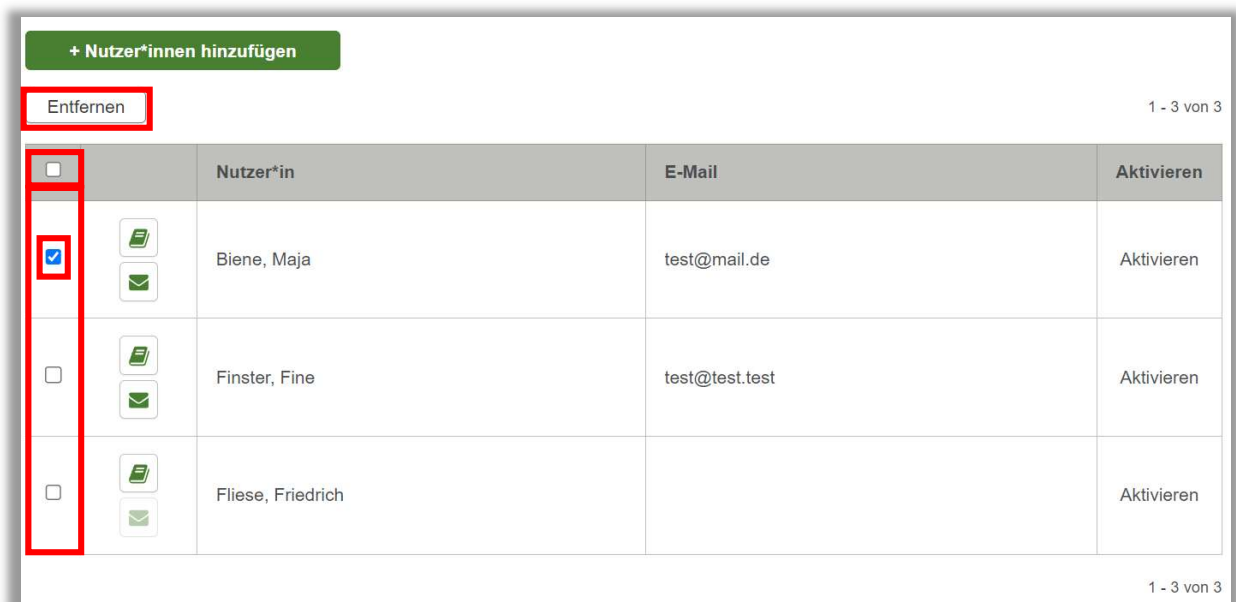 + Nutzer*innen hinzufügen
Entfernen
1 - 3 von 3
Nutzer*in E-Mail Aktivieren
Biene, Maja test@mail.de Aktivieren
Finster, Fine test@test.test Aktivieren
Fliese, Friedrich Aktivieren
1 - 3 von 3